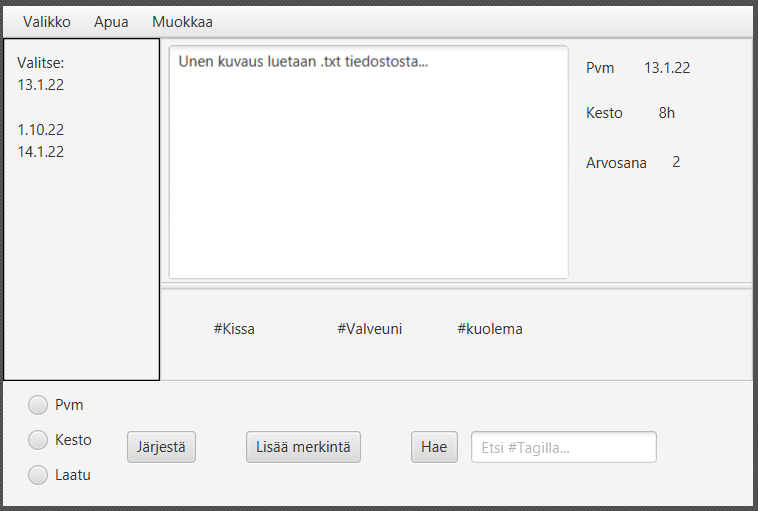 Valikko Apua Muokkaa
Valitse:
13.1.22
1.10.22
14.1.22
Unen kuvaus luetaan .txt tiedostosta...
Pvm 13.1.22
Kesto 8h
Arvosana 2
#Kissa #Valveuni #kuolema
Pvm
Kesto
Laatu
Järjestä Lisää merkintä Hae Etsi #Tagilla...